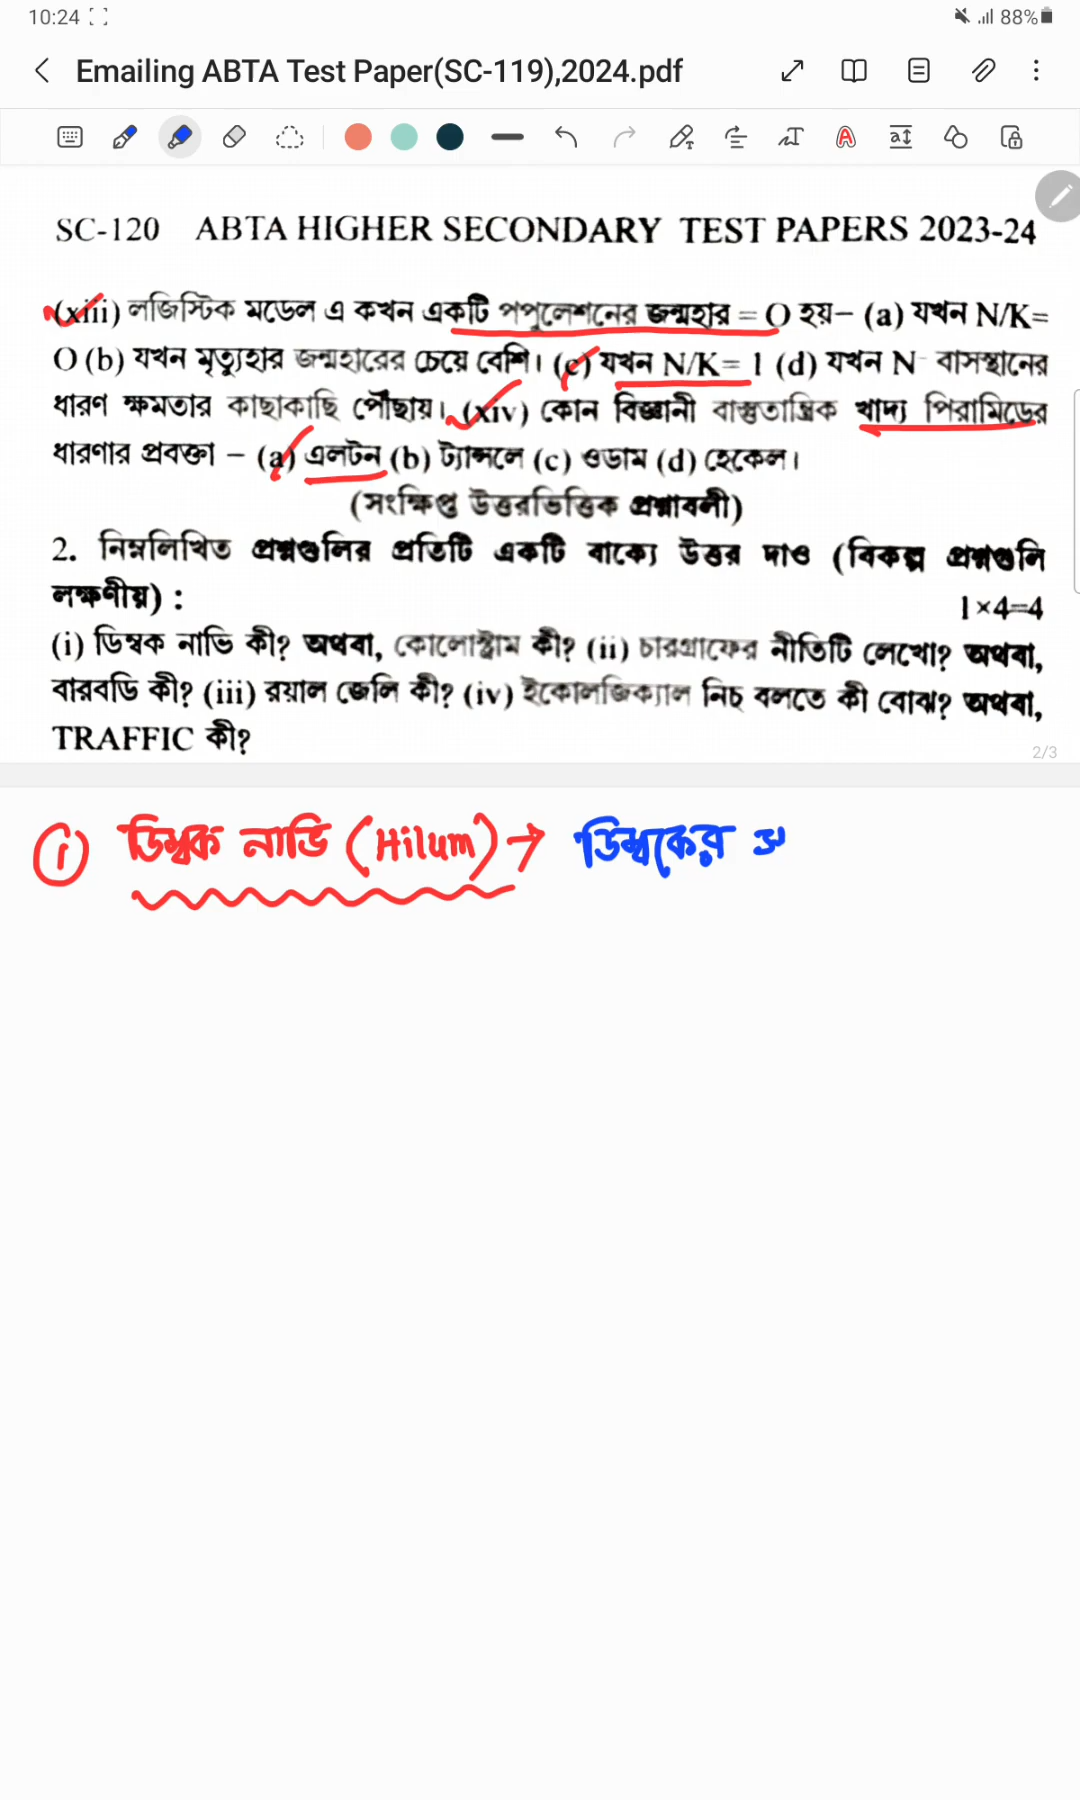 10:24
88%
Emailing ABTA Test Paper(SC-119),2024.pdf
SC-120 ABTA HIGHER SECONDARY TEST PAPERS 2023-24
(xiii) লজিস্টিক মডেল এ কখন একটি পপুলেশনের জন্মহার = O হয়– (a) যখন N/K=
O (b) যখন মৃত্যুহার জন্মহারের চেয়ে বেশি। (c) যখন N/K= 1 (d) যখন N বাসস্থানের
ধারণ ক্ষমতার কাছাকাছি পৌঁছায়। (xiv) কোন বিজ্ঞানী বাস্তুতান্ত্রিক খাদ্য পিরামিডের
ধারণার প্রবক্তা – (a) এলটন (b) ট্যান্সলে (c) ওডাম (d) হেকেল।
(সংক্ষিপ্ত উত্তরভিত্তিক প্রশ্নাবলী)
2. নিম্নলিখিত প্রশ্নগুলির প্রতিটি একটি বাক্যে উত্তর দাও (বিকল্প প্রশ্নগুলি
লক্ষণীয়) : 1×4=4
(i) ডিম্বক নাভি কী? অথবা, কোলোস্ট্রাম কী? (ii) চারগ্রাফের নীতিটি লেখো? অথবা,
বারবডি কী? (iii) রয়াল জেলি কী? (iv) ইকোলজিক্যাল নিচ বলতে কী বোঝ? অথবা,
TRAFFIC কী?
2/3
(i) ডিম্বক নাভি (Hilum) → ডিম্বকের